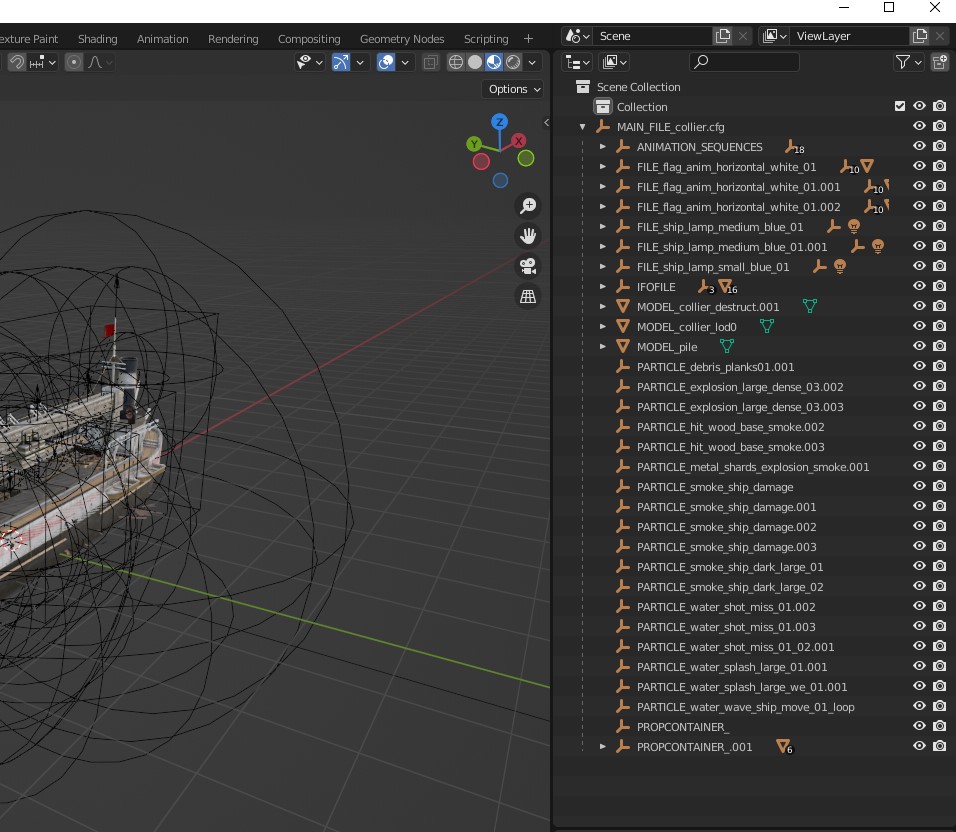 exture Paint Shading Animation Rendering Compositing Geometry Nodes Scripting + Scene ViewLayer
Options
Z
X
Y
Scene Collection
Collection
MAIN_FILE_collier.cfg
ANIMATION_SEQUENCES 18
FILE_flag_anim_horizontal_white_01 10
FILE_flag_anim_horizontal_white_01.001 10
FILE_flag_anim_horizontal_white_01.002 10
FILE_ship_lamp_medium_blue_01
FILE_ship_lamp_medium_blue_01.001
FILE_ship_lamp_small_blue_01
IFOFILE 3 16
MODEL_collier_destruct.001
MODEL_collier_lod0
MODEL_pile
PARTICLE_debris_planks01.001
PARTICLE_explosion_large_dense_03.002
PARTICLE_explosion_large_dense_03.003
PARTICLE_hit_wood_base_smoke.002
PARTICLE_hit_wood_base_smoke.003
PARTICLE_metal_shards_explosion_smoke.001
PARTICLE_smoke_ship_damage
PARTICLE_smoke_ship_damage.001
PARTICLE_smoke_ship_damage.002
PARTICLE_smoke_ship_damage.003
PARTICLE_smoke_ship_dark_large_01
PARTICLE_smoke_ship_dark_large_02
PARTICLE_water_shot_miss_01.002
PARTICLE_water_shot_miss_01.003
PARTICLE_water_shot_miss_01_02.001
PARTICLE_water_splash_large_01.001
PARTICLE_water_splash_large_we_01.001
PARTICLE_water_wave_ship_move_01_loop
PROPCONTAINER_
PROPCONTAINER_.001 6